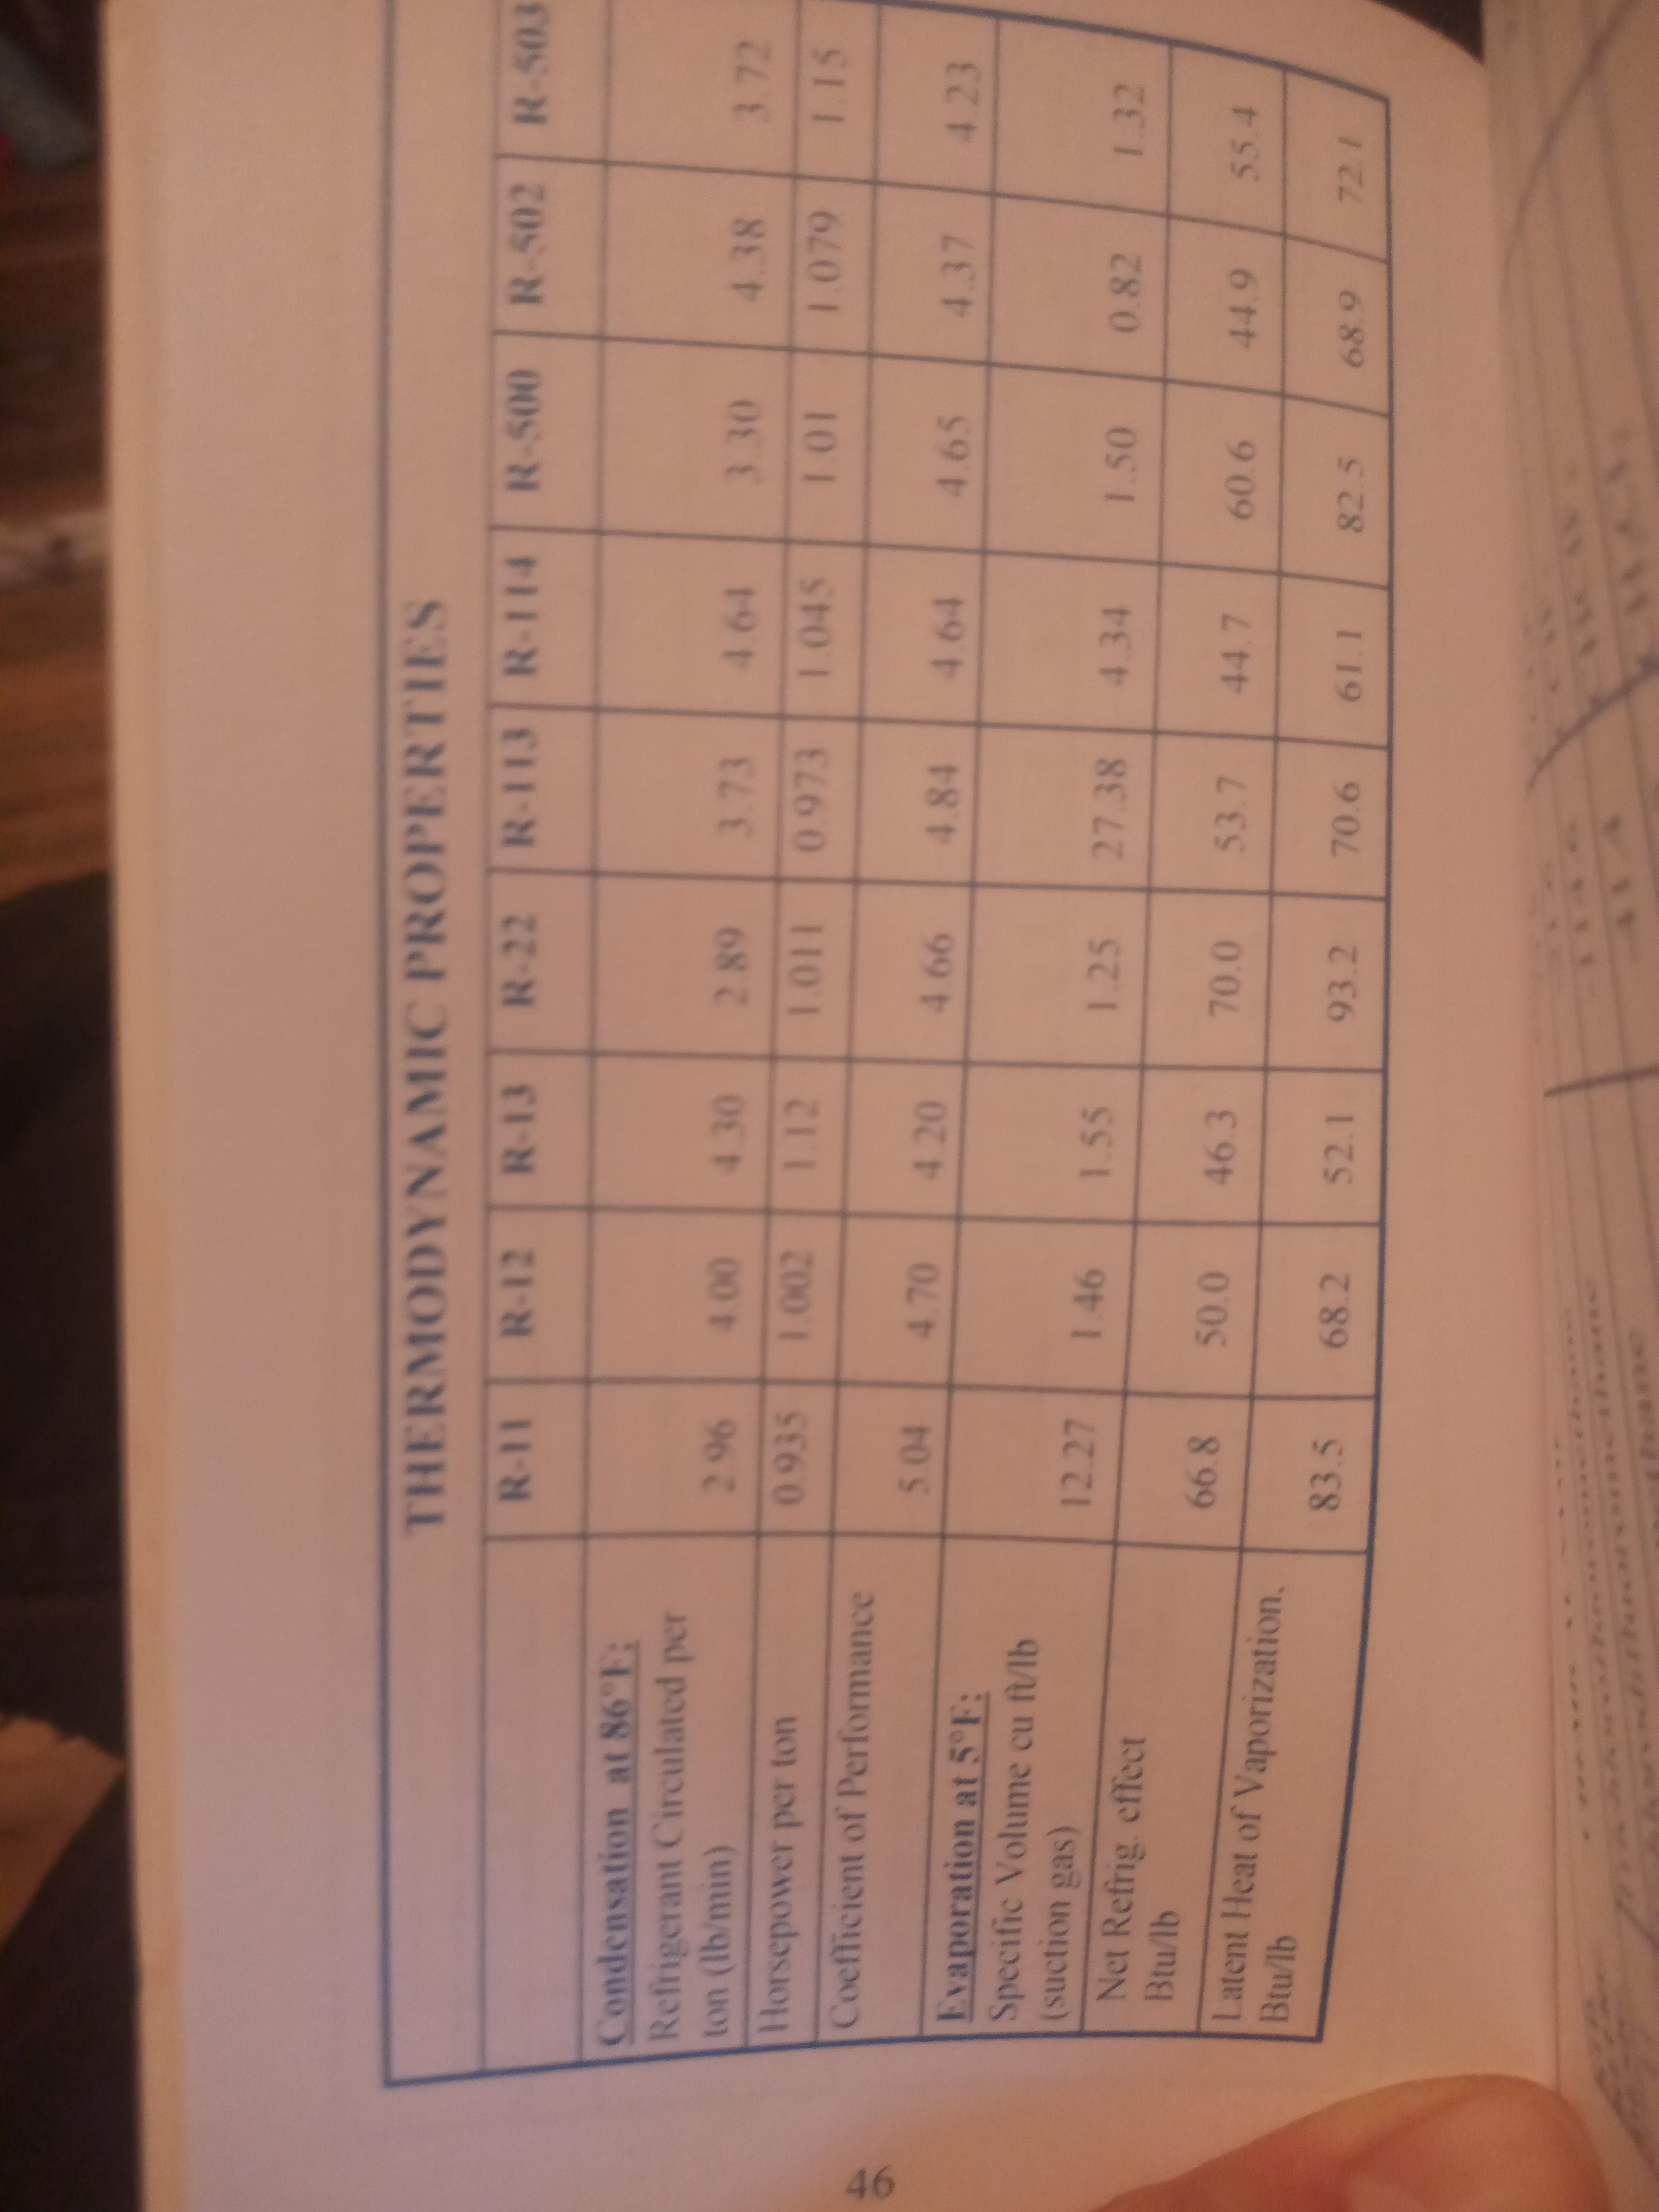 THERMODYNAMIC PROPERTIES
R-11 R-12 R-13 R-22 R-113 R-114 R-500 R-502 R-503
Condensation at 86°F:
Refrigerant Circulated per
ton (lb/min) 2.96 4.00 4.30 2.89 3.73 4.64 3.30 4.38 3.72
Horsepower per ton 0.935 1.002 1.12 1.011 0.973 1.045 1.01 1.079 1.15
Coefficient of Performance 5.04 4.70 4.20 4.66 4.84 4.64 4.65 4.37 4.23
Evaporation at 5°F:
Specific Volume cu ft/lb
(suction gas) 12.27 1.46 1.55 1.25 27.38 4.34 1.50 0.82 1.32
Net Refrig. effect
Btu/lb 66.8 50.0 46.3 70.0 53.7 44.7 60.6 44.9 55.4
Latent Heat of Vaporization.
Btu/lb 83.5 68.2 52.1 93.2 70.6 61.1 82.5 68.9 72.1
46